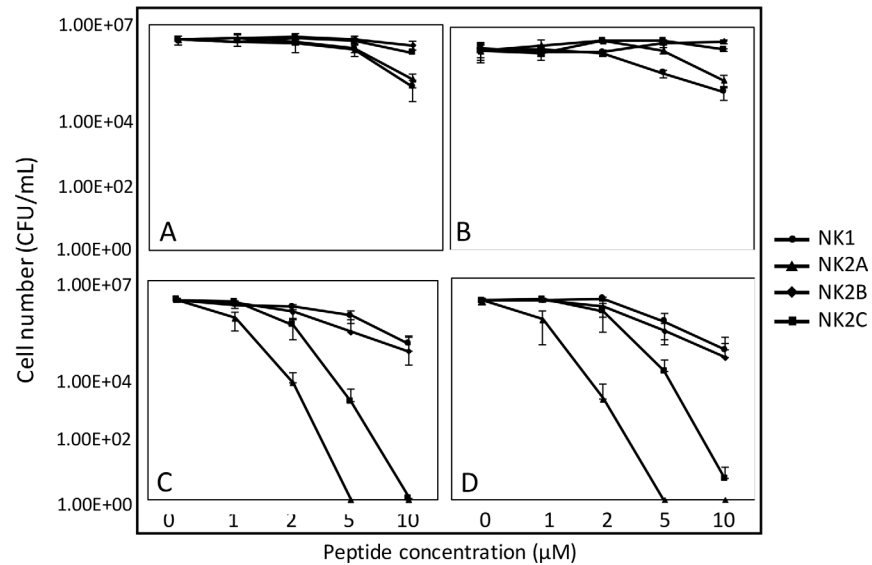 1.00E+07
1.00E+04
1.00E+02
1.00E+00
A
B
1.00E+07
1.00E+04
1.00E+02
1.00E+00
C
D
0 1 2 5 10 0 1 2 5 10
Cell number (CFU/mL)
Peptide concentration (µM)
NK1
NK2A
NK2B
NK2C